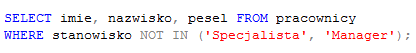 SELECT imie, nazwisko, pesel FROM pracownicy
WHERE stanowisko NOT IN ('Specjalista', 'Manager');